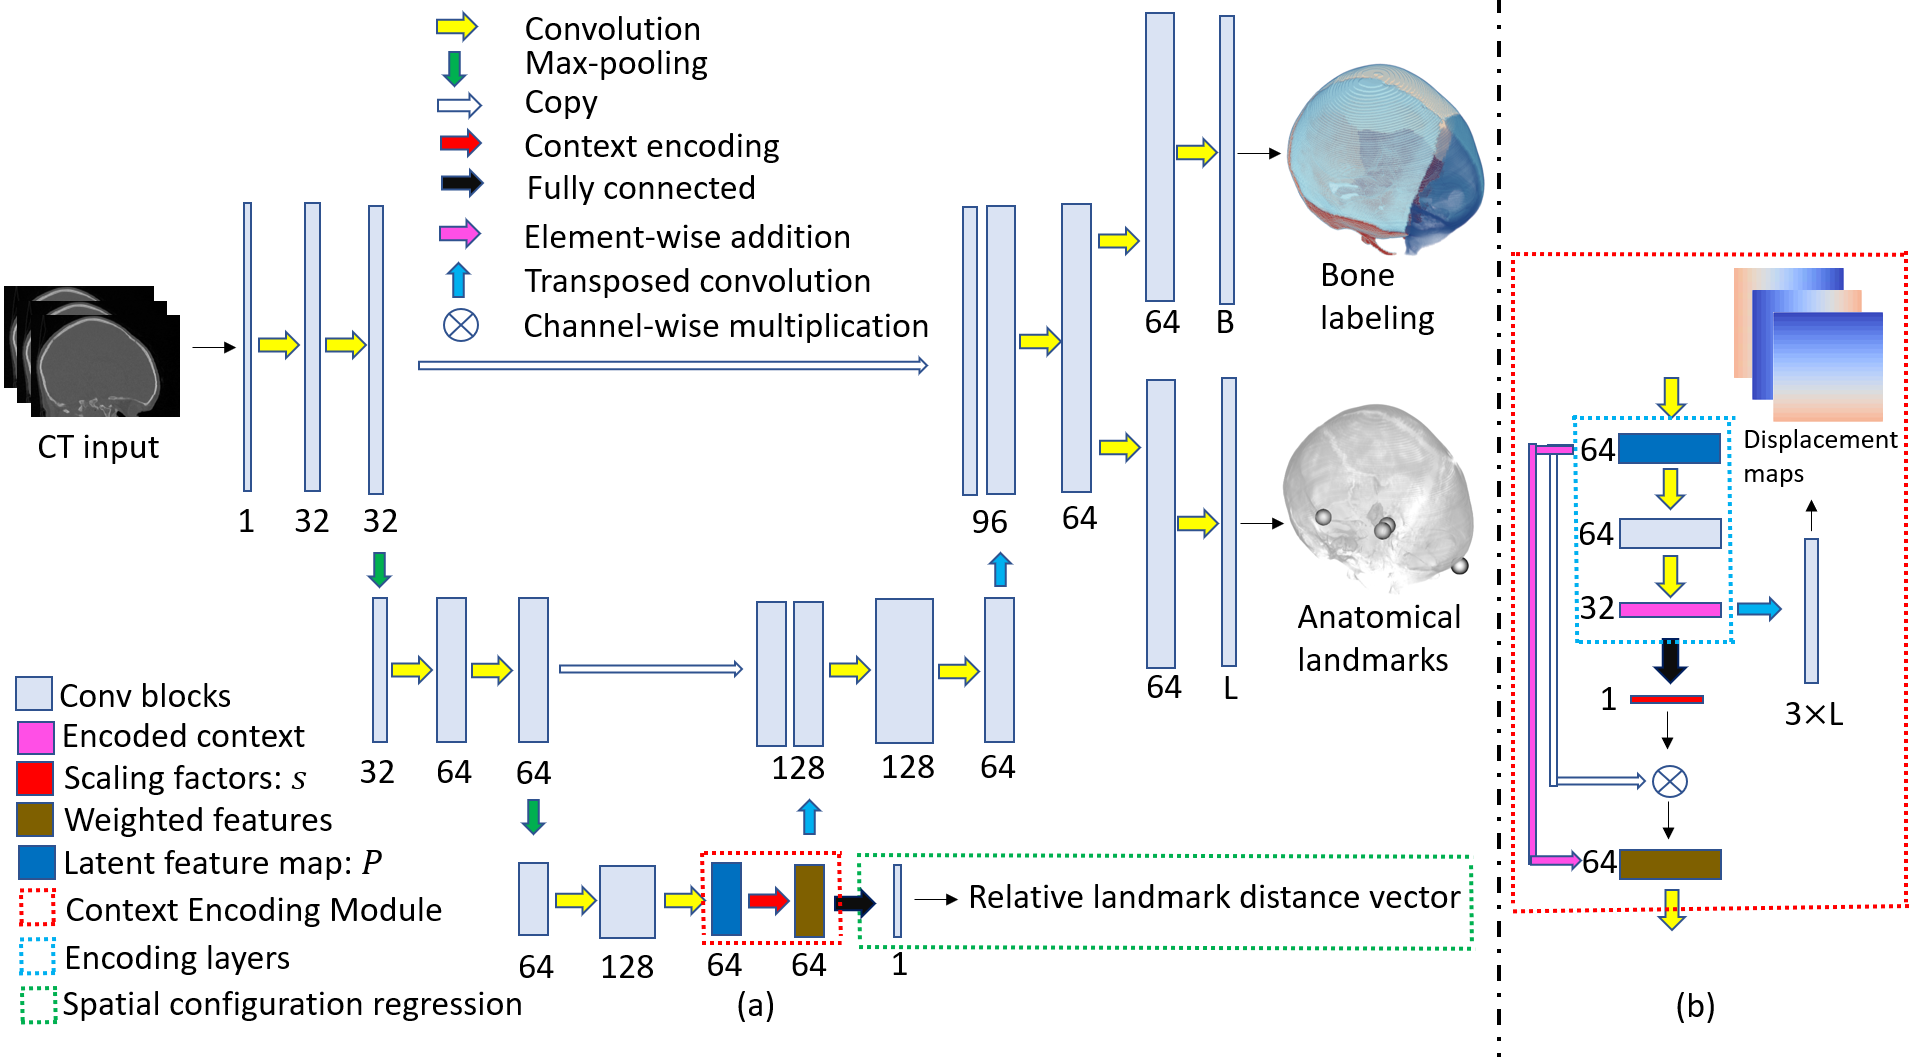 Convolution
Max-pooling
Copy
Context encoding
Fully connected
Element-wise addition
Transposed convolution
Channel-wise multiplication
CT input
1
32
32
96
64
64
B
Bone
labeling
64
L
Anatomical
landmarks
32
64
64
128
128
64
Conv blocks
Encoded context
Scaling factors: s
Weighted features
Latent feature map: P
Context Encoding Module
Encoding layers
Spatial configuration regression
64
128
64
64
1
Relative landmark distance vector
(a)
Displacement
maps
64
64
32
1
3×L
64
(b)